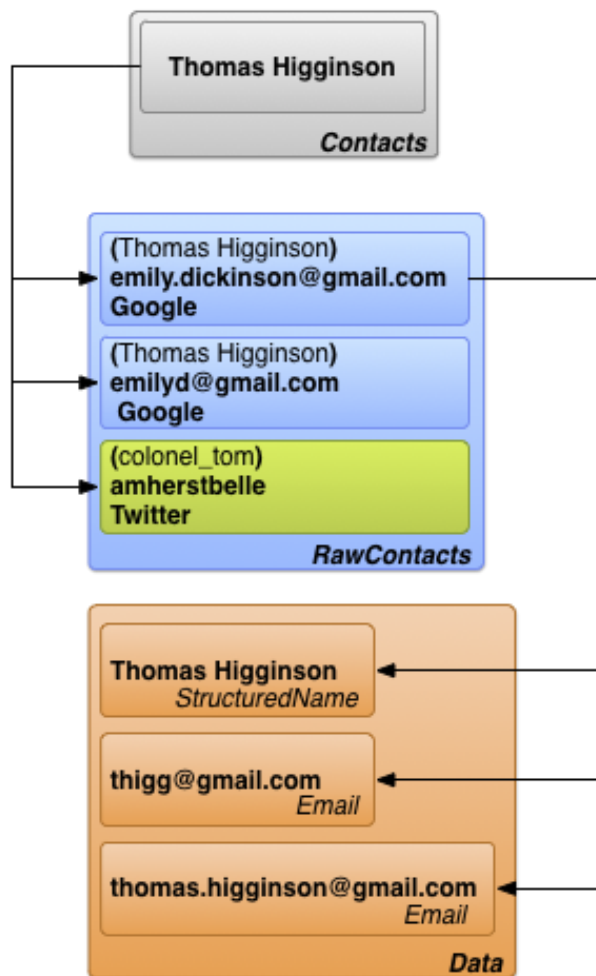 Thomas Higginson
Contacts
(Thomas Higginson)
emily.dickinson@gmail.com
Google
(Thomas Higginson)
emilyd@gmail.com
Google
(colonel_tom)
amherstbelle
Twitter
RawContacts
Thomas Higginson
StructuredName
thigg@gmail.com
Email
thomas.higginson@gmail.com
Email
Data